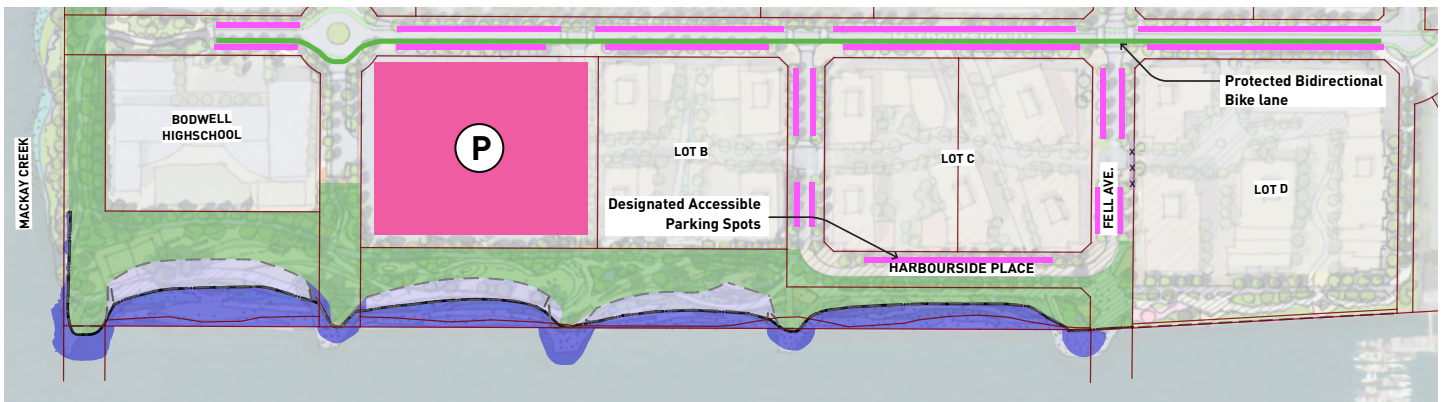 Protected Bidirectional
Bike lane
BODWELL
HIGHSCHOOL
P
LOT B
LOT C
LOT D
MACKAY CREEK
FELL AVE.
x
x
x
Designated Accessible
Parking Spots
HARBOURSIDE PLACE